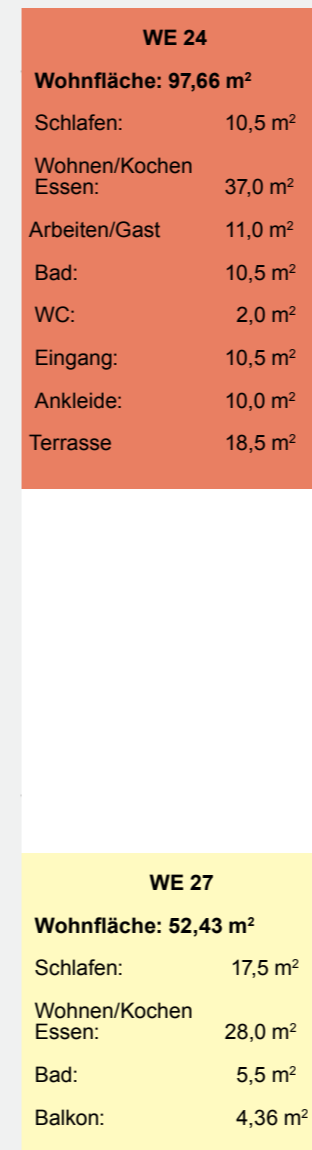 WE 24
Wohnfläche: 97,66 m²
Schlafen: 10,5 m²
Wohnen/Kochen
Essen: 37,0 m²
Arbeiten/Gast 11,0 m²
Bad: 10,5 m²
WC: 2,0 m²
Eingang: 10,5 m²
Ankleide: 10,0 m²
Terrasse 18,5 m²
WE 27
Wohnfläche: 52,43 m²
Schlafen: 17,5 m²
Wohnen/Kochen
Essen: 28,0 m²
Bad: 5,5 m²
Balkon: 4,36 m²